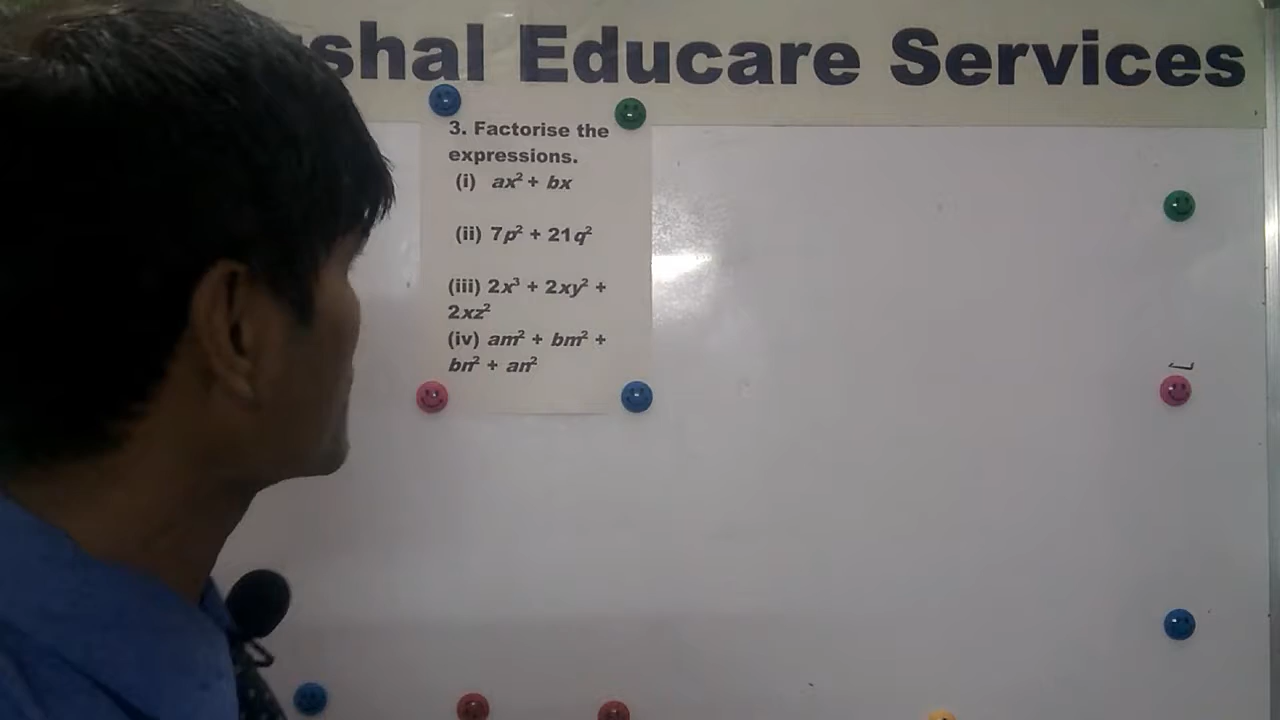 shal Educare Services
3. Factorise the
expressions.
(i) ax² + bx
(ii) 7p² + 21q²
(iii) 2x³ + 2xy² +
2xz²
(iv) am² + bm² +
bn² + an²